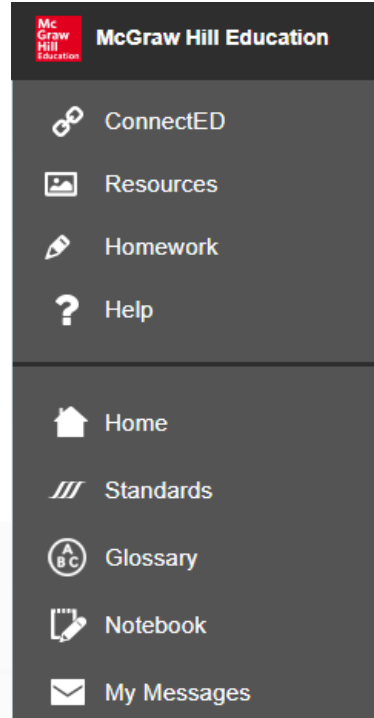 Mc
Graw
Hill
Education
McGraw Hill Education
ConnectED
Resources
Homework
Help
Home
Standards
A
B C
Glossary
Notebook
My Messages